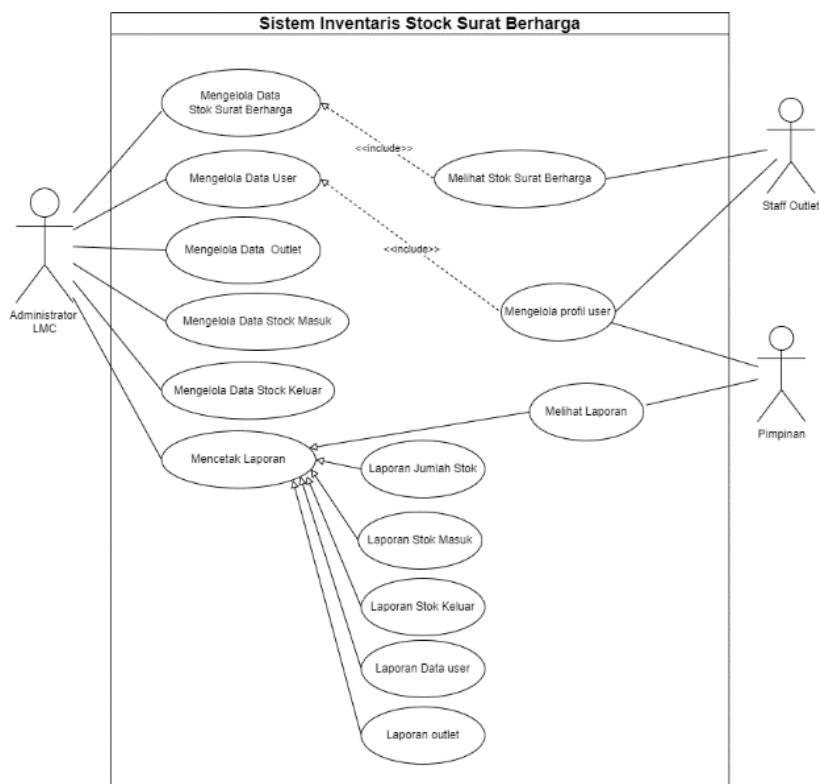 Sistem Inventaris Stock Surat Berharga
Mengelola Data
Stok Surat Berharga
<<include>>
Melihat Stok Surat Berharga
Staff Outlet
Mengelola Data User
Mengelola Data Outlet
<<include>>
Administrator
LMC
Mengelola Data Stock Masuk
Mengelola profil user
Mengelola Data Stock Keluar
Melihat Laporan
Pimpinan
Mencetak Laporan
Laporan Jumlah Stok
Laporan Stok Masuk
Laporan Stok Keluar
Laporan Data user
Laporan outlet